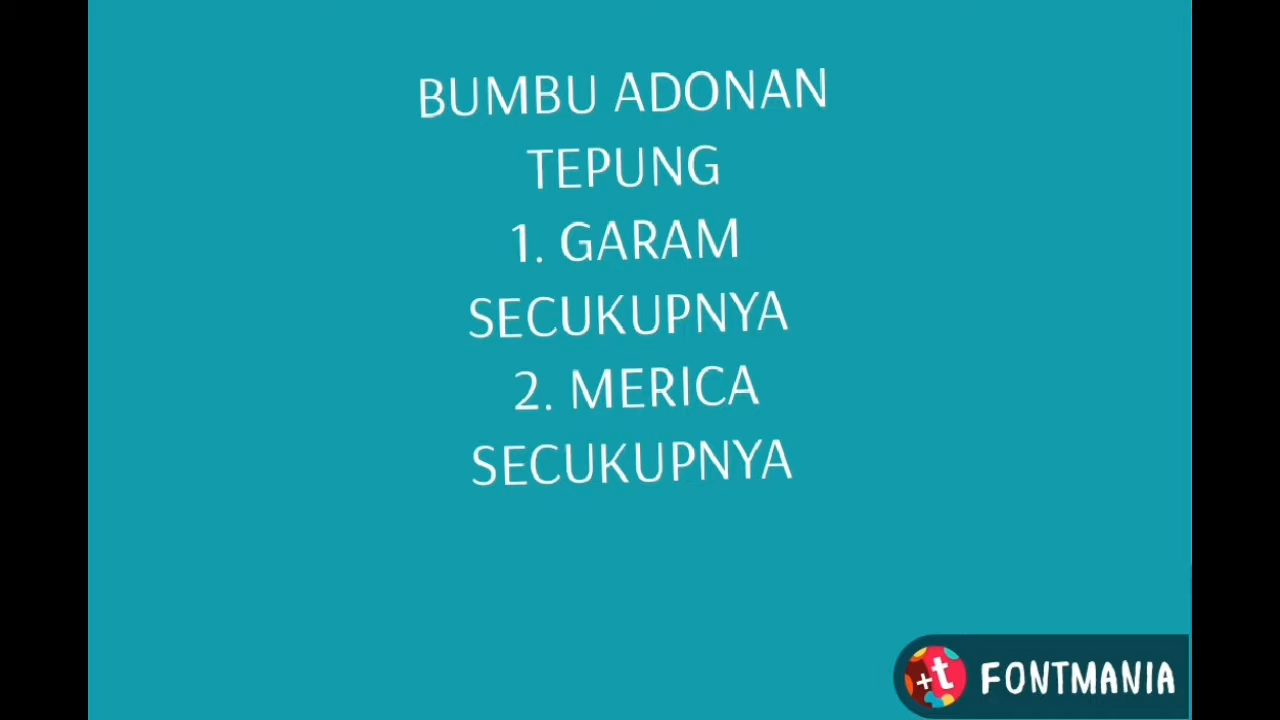 BUMBU ADONAN
TEPUNG
1. GARAM
SECUKUPNYA
2. MERICA
SECUKUPNYA
+t FONTMANIA